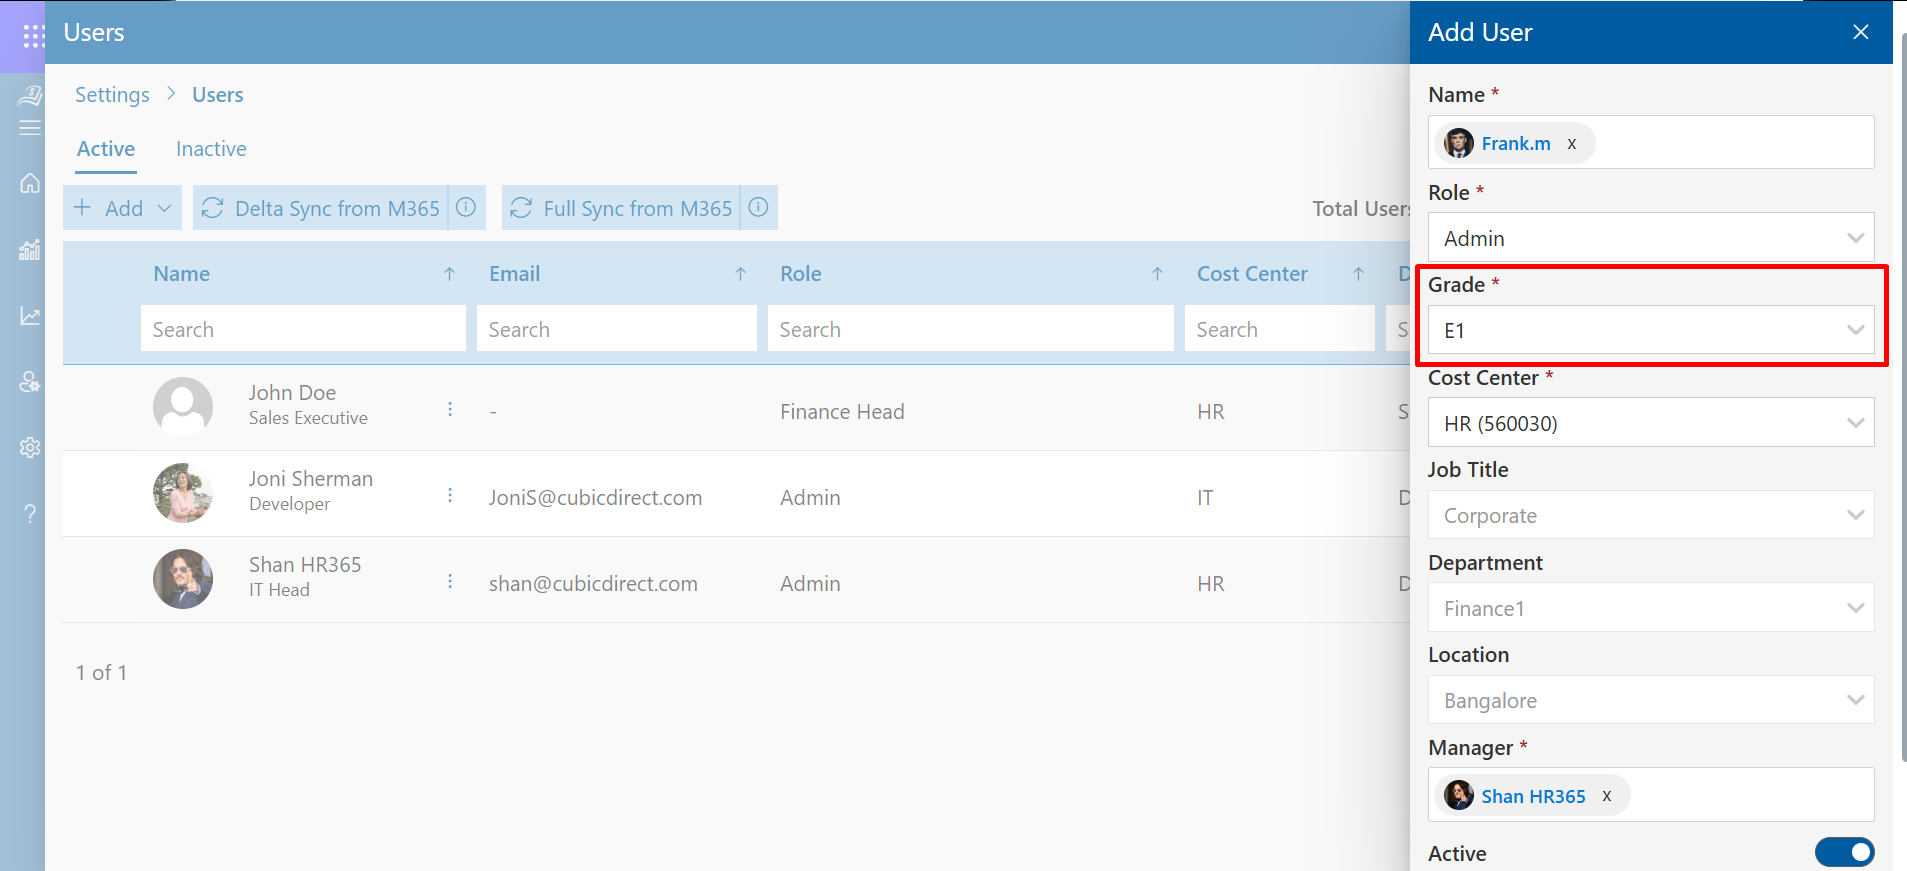 Users
Settings > Users
Active Inactive
+ Add Delta Sync from M365 Full Sync from M365 Total Users
Name Email Role Cost Center D
Search Search Search Search S
John Doe
Sales Executive
- Finance Head HR S
Joni Sherman
Developer
JoniS@cubicdirect.com Admin IT D
Shan HR365
IT Head
shan@cubicdirect.com Admin HR D
1 of 1
Add User
Name *
Frank.m x
Role *
Admin
Grade *
E1
Cost Center *
HR (560030)
Job Title
Corporate
Department
Finance1
Location
Bangalore
Manager *
Shan HR365 x
Active